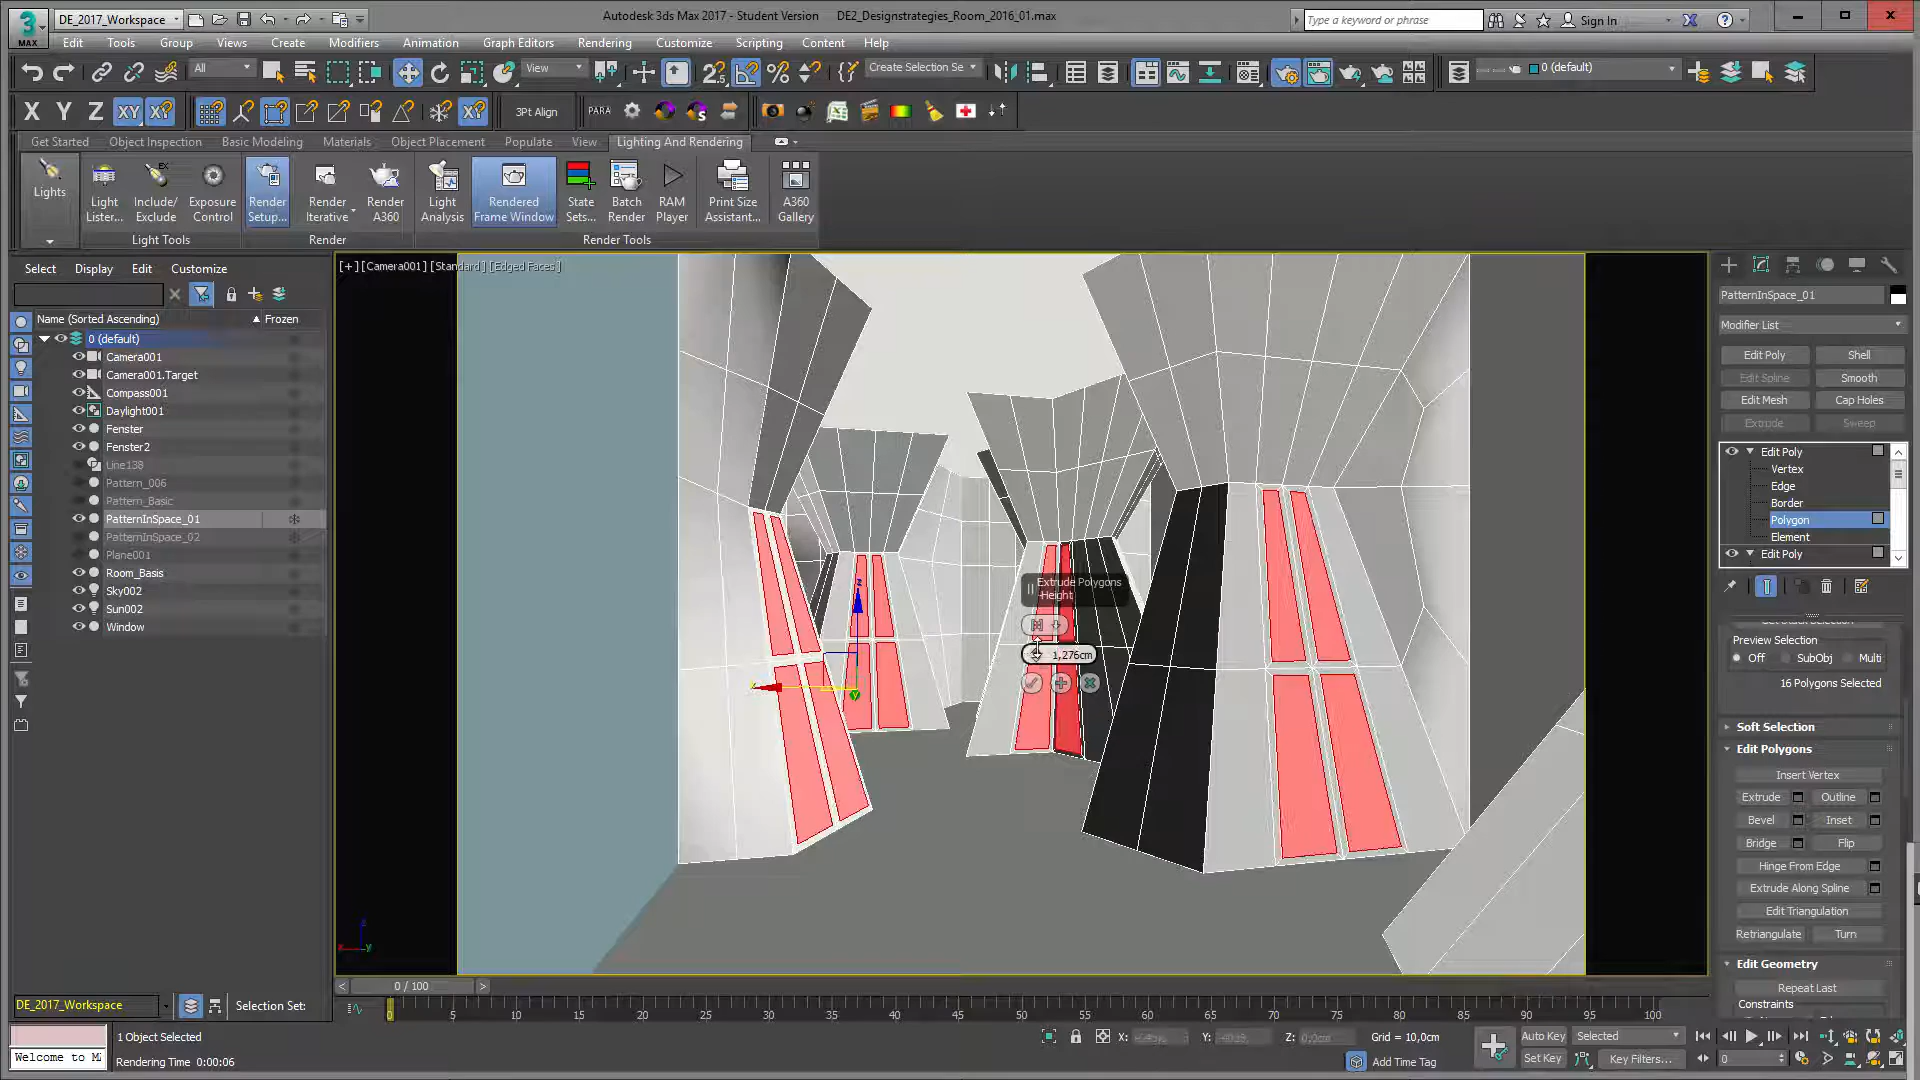 DE_2017_Workspace
Autodesk 3ds Max 2017 - Student Version
DE2_Designstrategies_Room_2016_01.max
Type a keyword or phrase
Sign In
MAX
Edit
Tools
Group
Views
Create
Modifiers
Animation
Graph Editors
Rendering
Customize
Scripting
Content
Help
All
View
Create Selection Se
0 (default)
X
Y
Z
XY
3Pt Align
PARA
Get Started
Object Inspection
Basic Modeling
Materials
Object Placement
Populate
View
Lighting And Rendering
Lights
Light
Lister...
Include/
Exclude
Exposure
Control
Render
Setup...
Render
Iterative
Render
A360
Light
Analysis
Rendered
Frame Window
State
Sets...
Batch
Render
RAM
Player
Print Size
Assistant...
A360
Gallery
Light Tools
Render
Render Tools
Select
Display
Edit
Customize
Name (Sorted Ascending)
Frozen
0 (default)
Camera001
Camera001.Target
Compass001
Daylight001
Fenster
Fenster2
Line138
Pattern_006
Pattern_Basic
PatternInSpace_01
PatternInSpace_02
Plane001
Room_Basis
Sky002
Sun002
Window
[+] [Camera001] [Standard] [Edged Faces]
Extrude Polygons
-Height
1,276cm
PatternInSpace_01
Modifier List
Edit Poly
Shell
Edit Spline
Smooth
Edit Mesh
Cap Holes
Extrude
Sweep
Edit Poly
Vertex
Edge
Border
Polygon
Element
Edit Poly
Preview Selection
Off
SubObj
Multi
16 Polygons Selected
Soft Selection
Edit Polygons
Insert Vertex
Extrude
Outline
Bevel
Inset
Bridge
Flip
Hinge From Edge
Extrude Along Spline
Edit Triangulation
Retriangulate
Turn
Edit Geometry
Repeat Last
Constraints
DE_2017_Workspace
Selection Set:
0 / 100
0
5
10
15
20
25
30
35
40
45
50
55
60
65
70
75
80
85
90
95
100
1 Object Selected
Welcome to M
Rendering Time 0:00:06
X:
Y:
Z:
Grid = 10,0cm
Add Time Tag
Auto Key
Selected
Set Key
Key Filters...
0